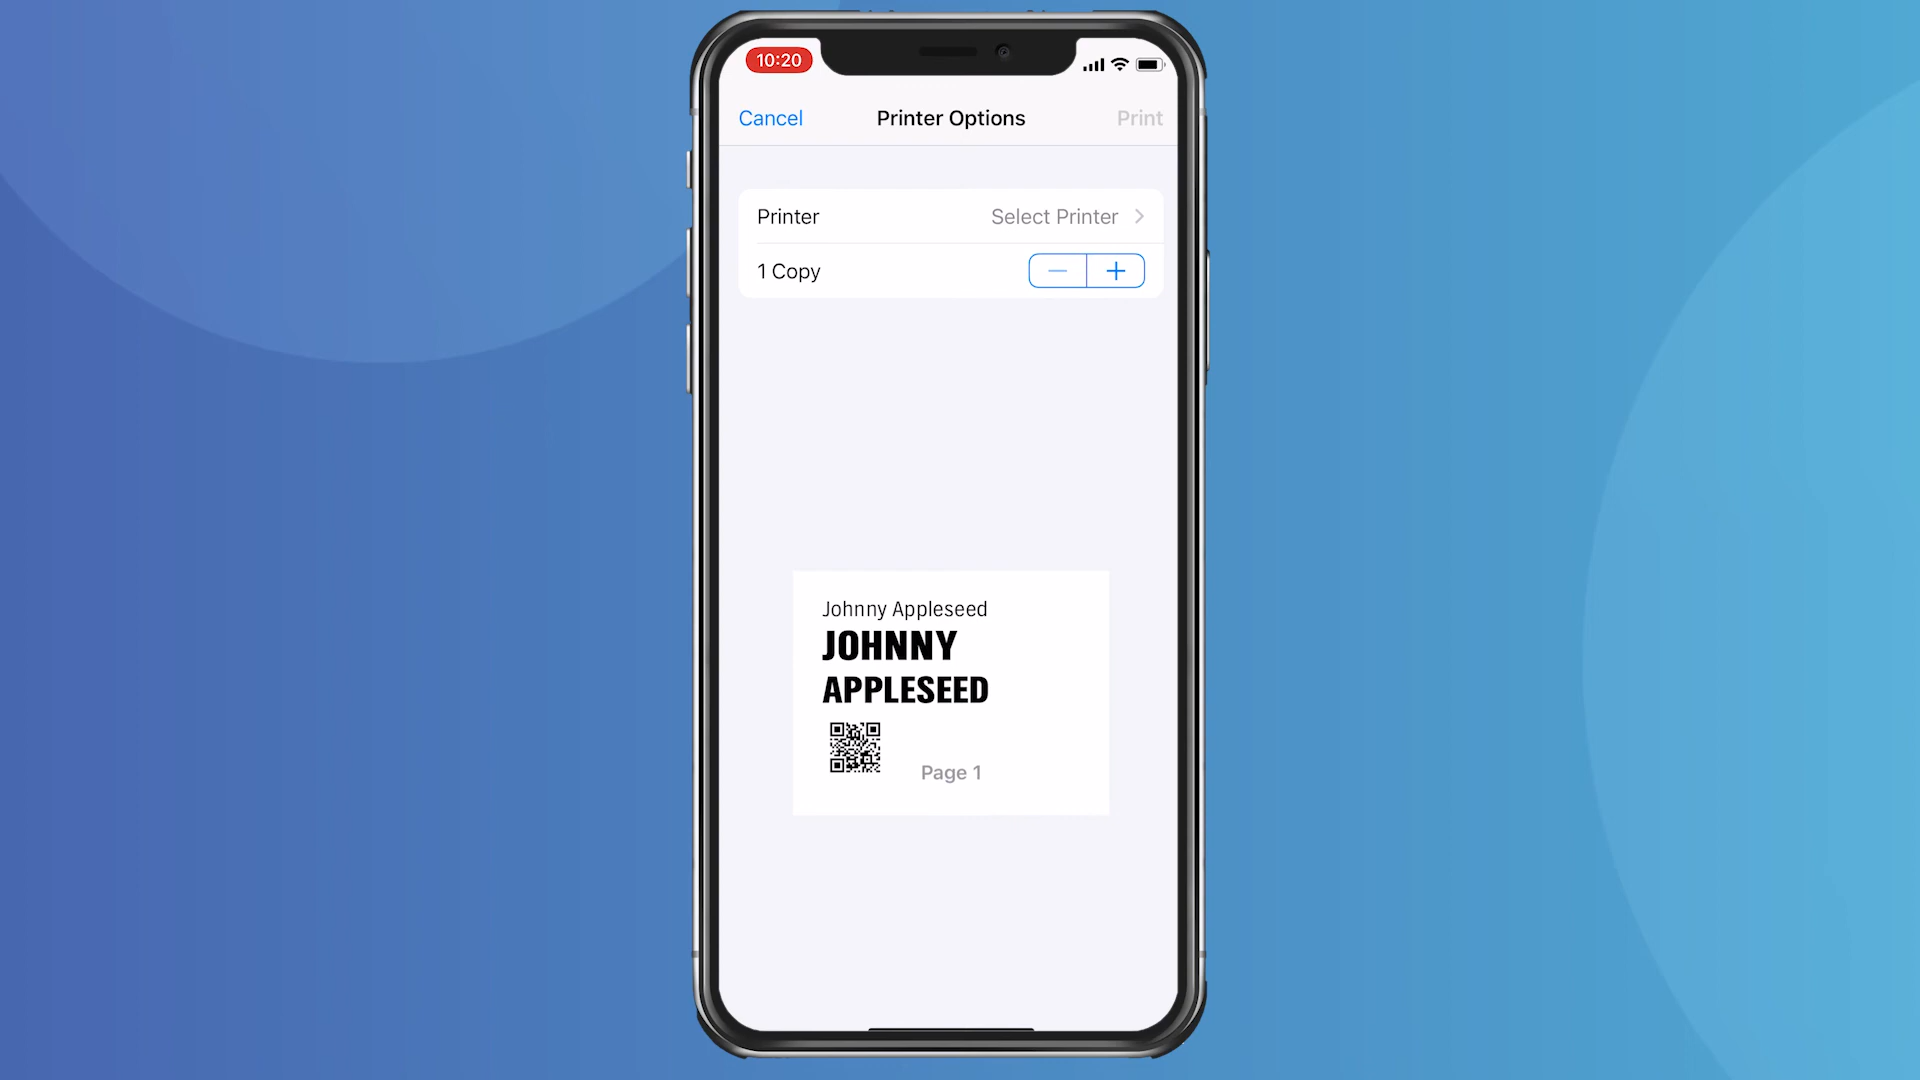 10:20
Cancel Printer Options Print
Printer Select Printer
1 Copy
Johnny Appleseed
JOHNNY
APPLESEED
Page 1